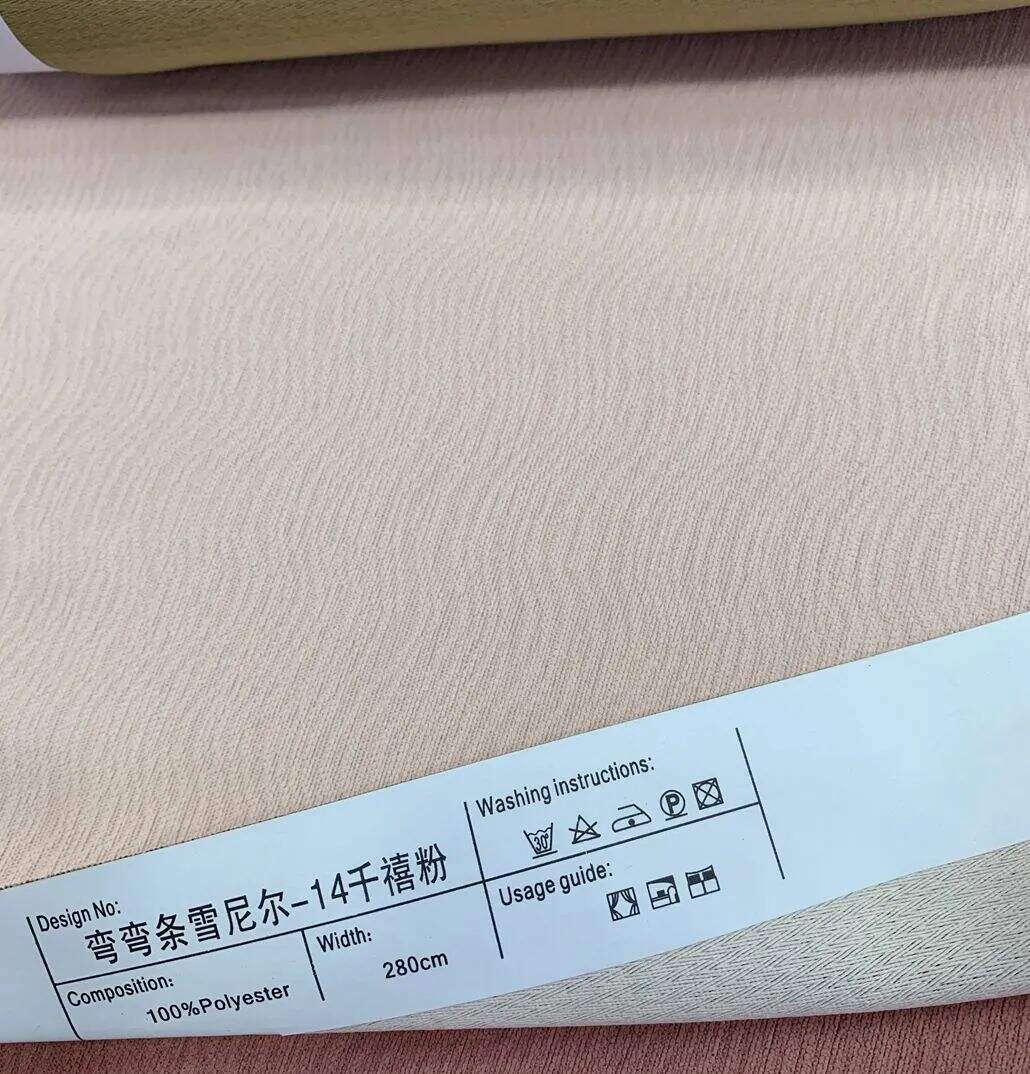 Design No:
弯弯条雪尼尔-14千禧粉
Composition:
100%Polyester
Width:
280cm
Washing instructions:
30°
P
Usage guide: